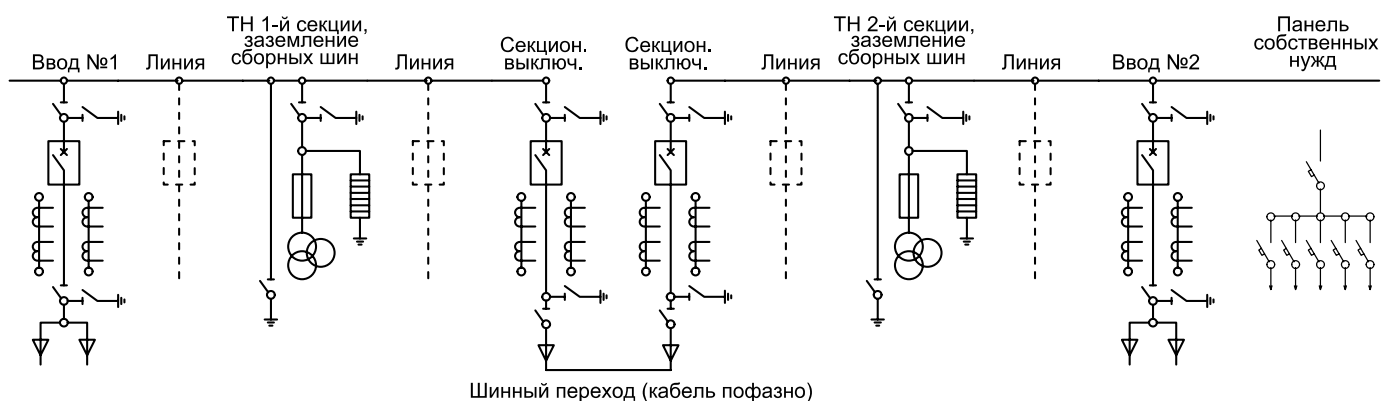 Ввод №1
Линия
ТН 1-й секции,
заземление
сборных шин
Линия
Секцион.
выключ.
Секцион.
выключ.
Линия
ТН 2-й секции,
заземление
сборных шин
Линия
Ввод №2
Панель
собственных
нужд
Шинный переход (кабель пофазно)